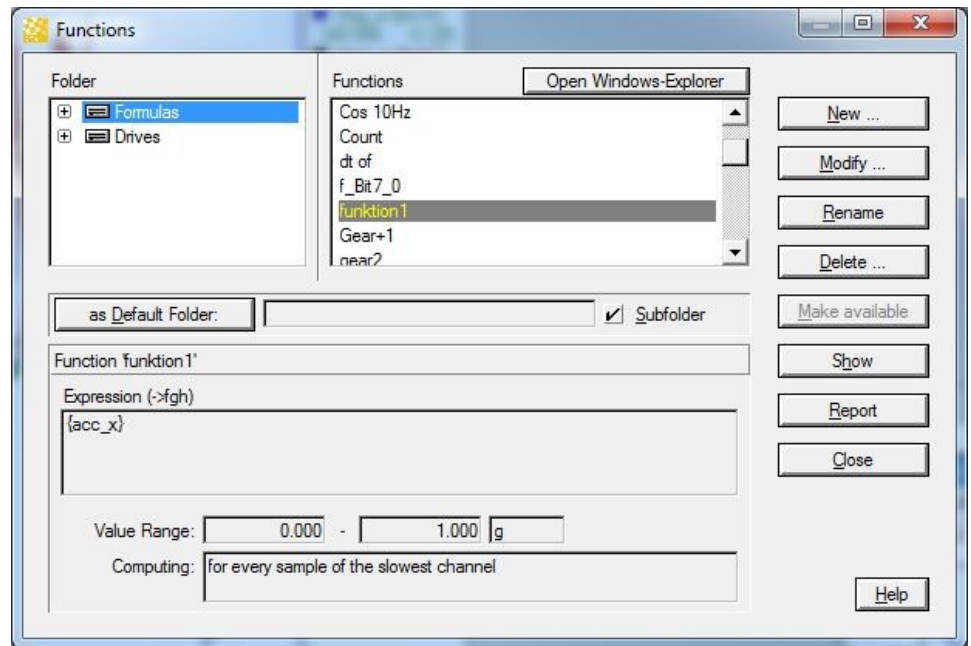 Functions
Folder
Formulas
Drives
Functions
Open Windows-Explorer
Cos 10Hz
Count
dt of
f_Bit7_0
funktion1
Gear+1
gear2
New ...
Modify ...
Rename
Delete ...
Make available
Show
Report
Close
as Default Folder:
Subfolder
Function 'funktion1'
Expression (->fgh)
{acc_x}
Value Range: 0.000 - 1.000 g
Computing: for every sample of the slowest channel
Help